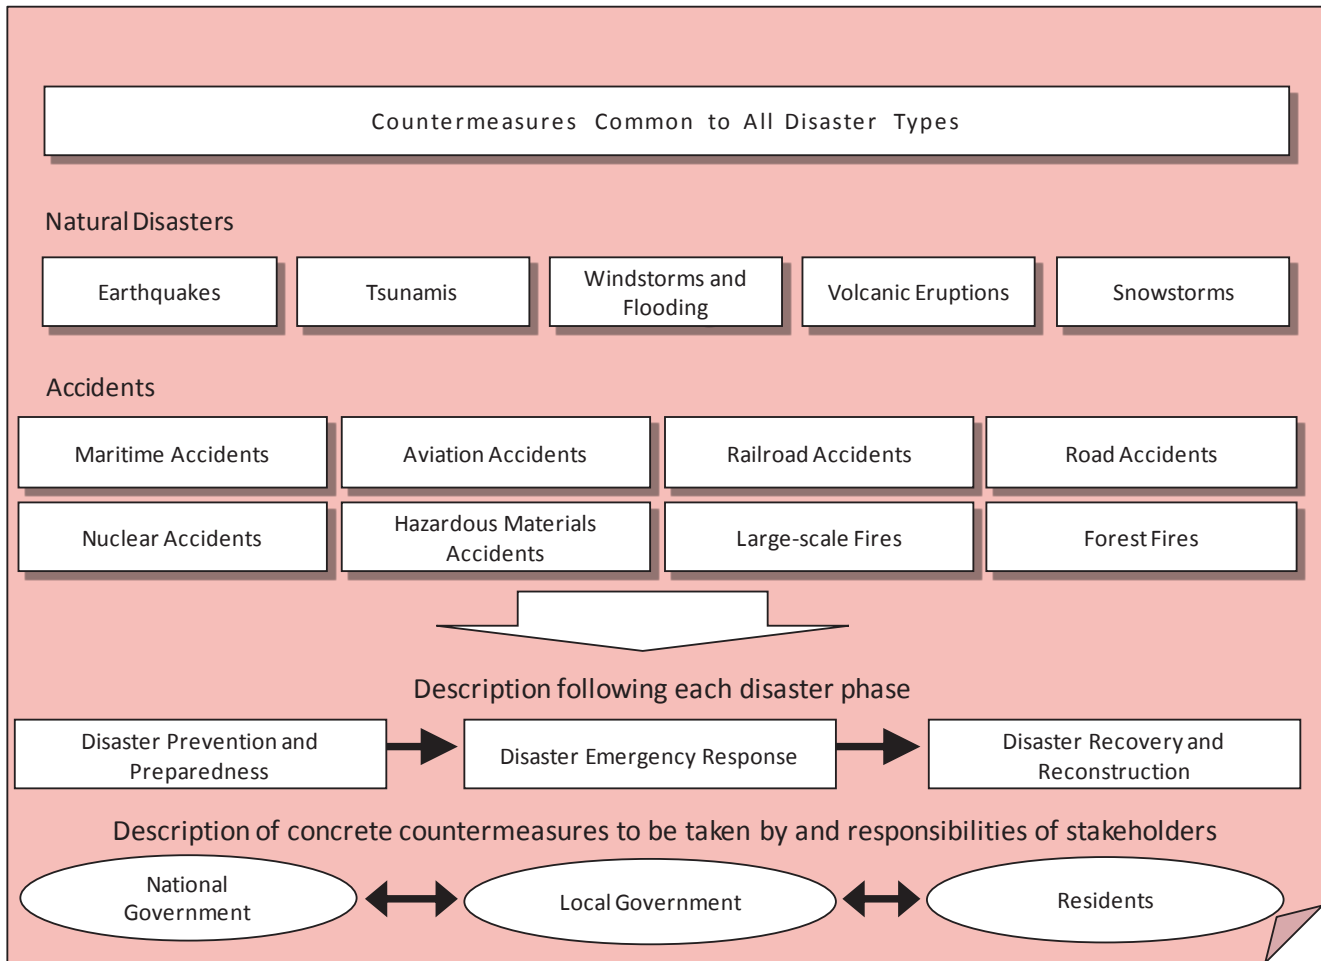 Countermeasures Common to All Disaster Types
Natural Disasters
Earthquakes
Tsunamis
Windstorms and
Flooding
Volcanic Eruptions
Snowstorms
Accidents
Maritime Accidents
Aviation Accidents
Railroad Accidents
Road Accidents
Nuclear Accidents
Hazardous Materials
Accidents
Large-scale Fires
Forest Fires
Description following each disaster phase
Disaster Prevention and
Preparedness
Disaster Emergency Response
Disaster Recovery and
Reconstruction
Description of concrete countermeasures to be taken by and responsibilities of stakeholders
National
Government
Local Government
Residents